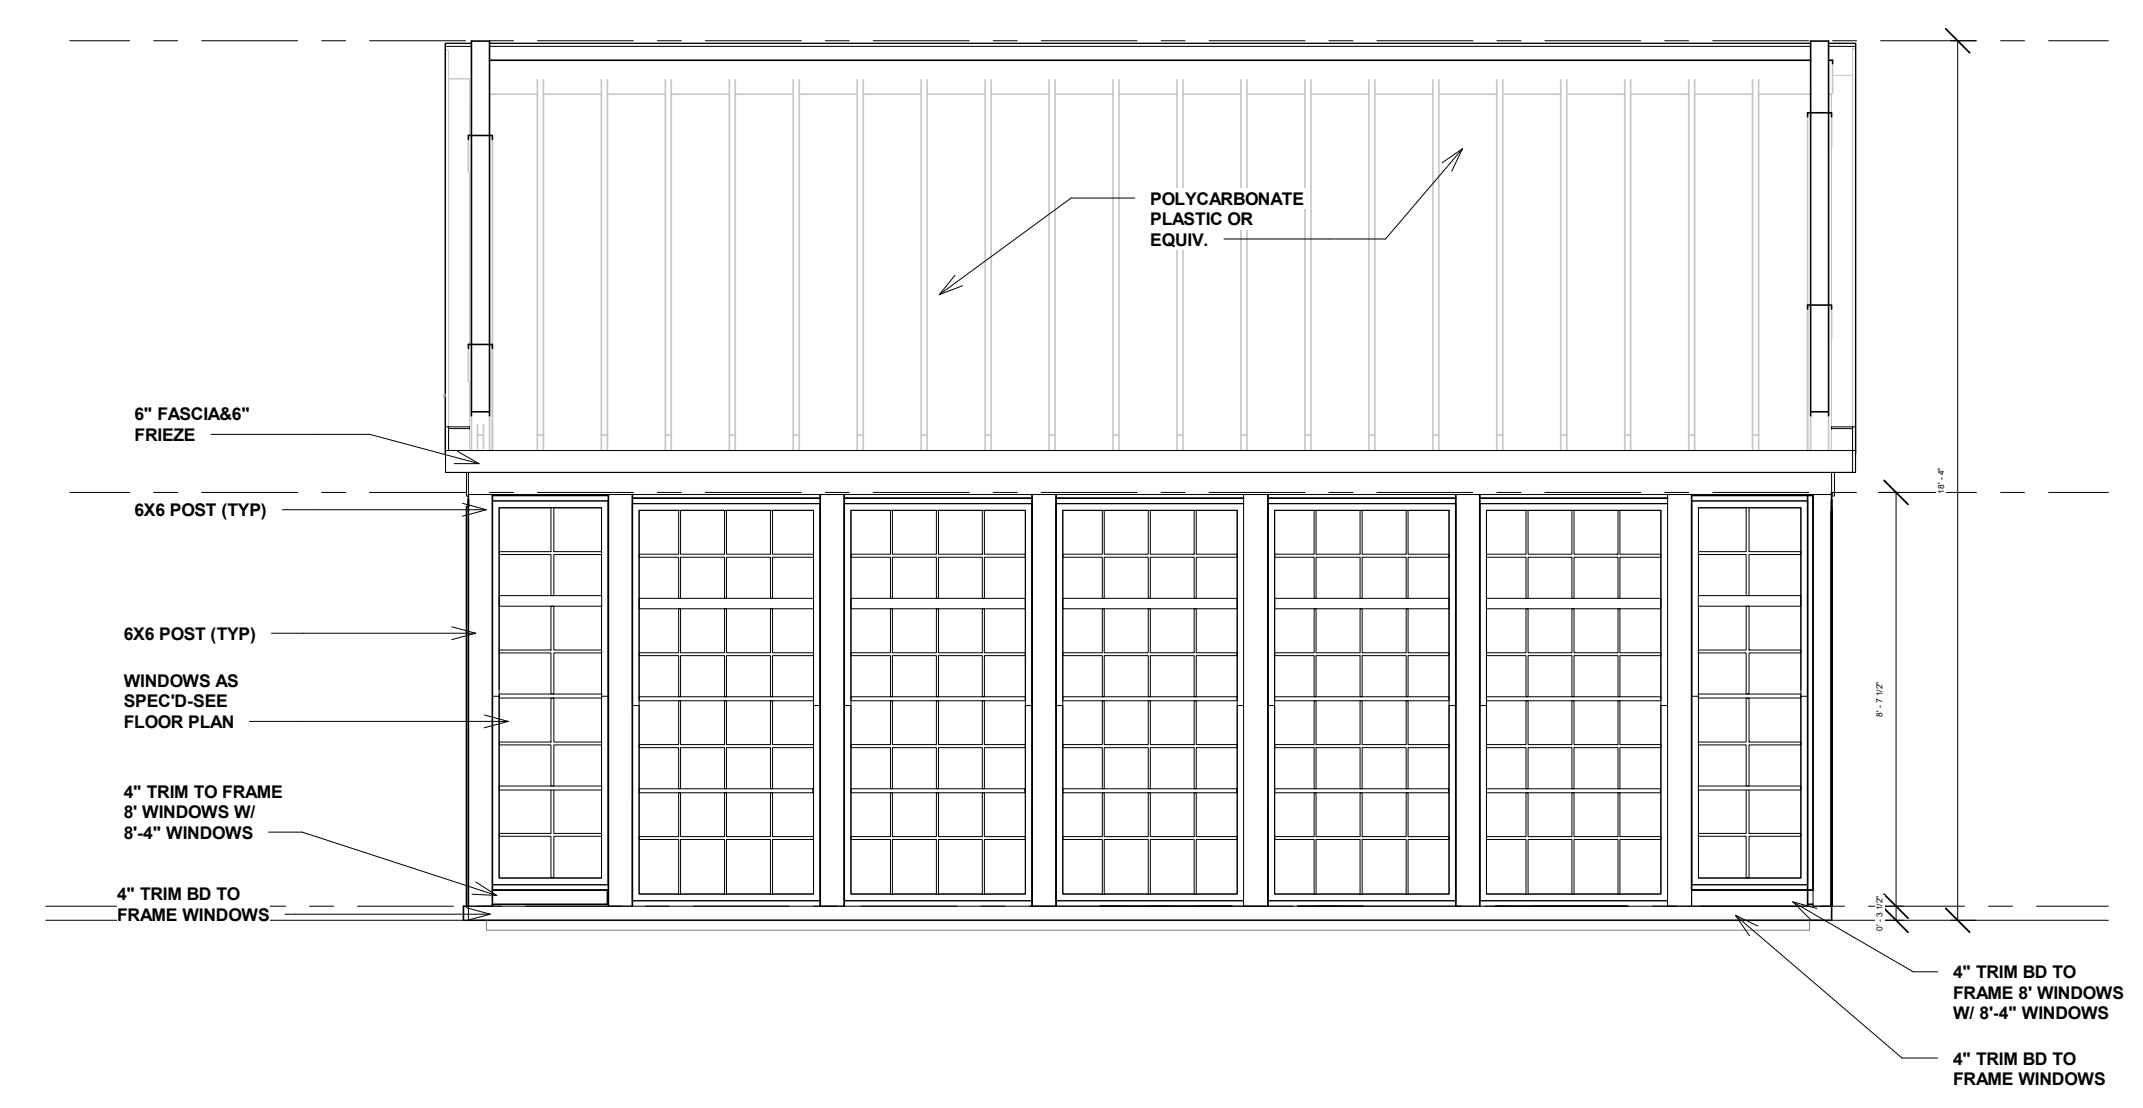 POLYCARBONATE
PLASTIC OR
EQUIV.
6" FASCIA&6"
FRIEZE
18' - 4"
6X6 POST (TYP)
6X6 POST (TYP)
WINDOWS AS
SPEC'D-SEE
FLOOR PLAN
8' - 7 1/2"
4" TRIM TO FRAME
8' WINDOWS W/
8'-4" WINDOWS
4" TRIM BD TO
FRAME WINDOWS
0' - 3 1/2"
4" TRIM BD TO
FRAME 8' WINDOWS
W/ 8'-4" WINDOWS
4" TRIM BD TO
FRAME WINDOWS